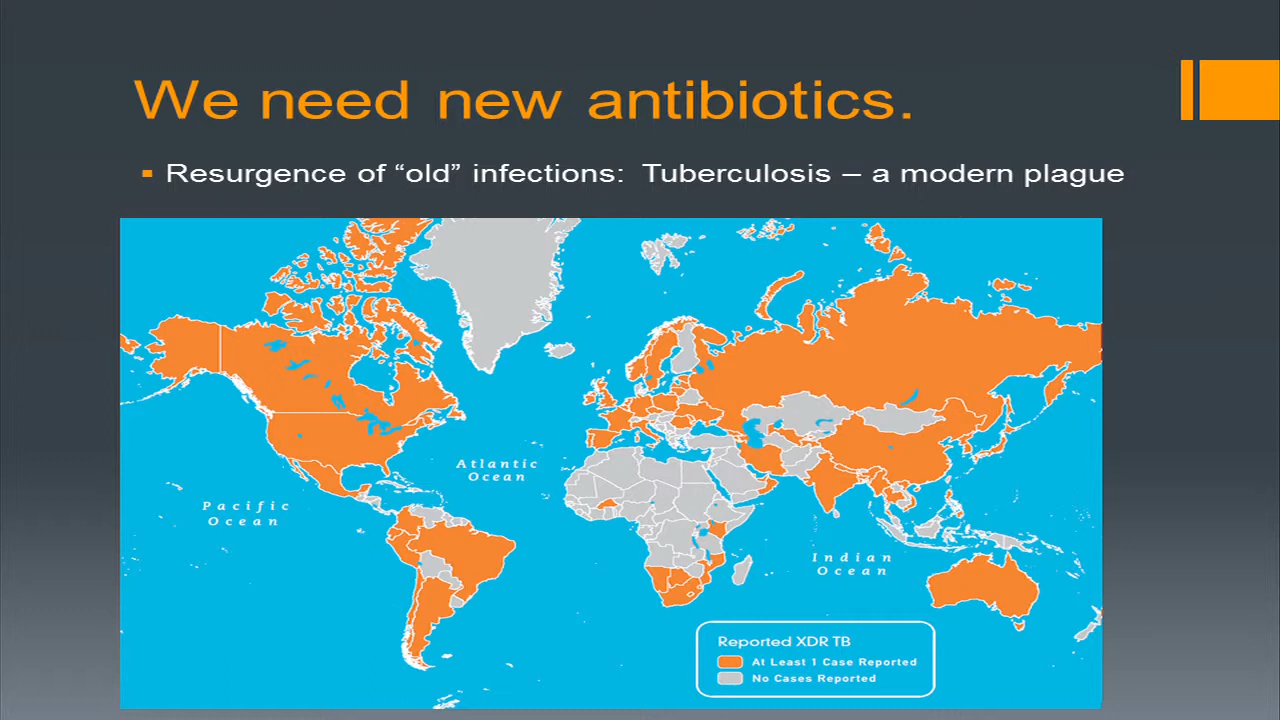 We need new antibiotics.
Resurgence of “old” infections: Tuberculosis – a modern plague
Atlantic
Ocean
Pacific
Ocean
Indian
Ocean
Reported XDR TB
At Least 1 Case Reported
No Cases Reported